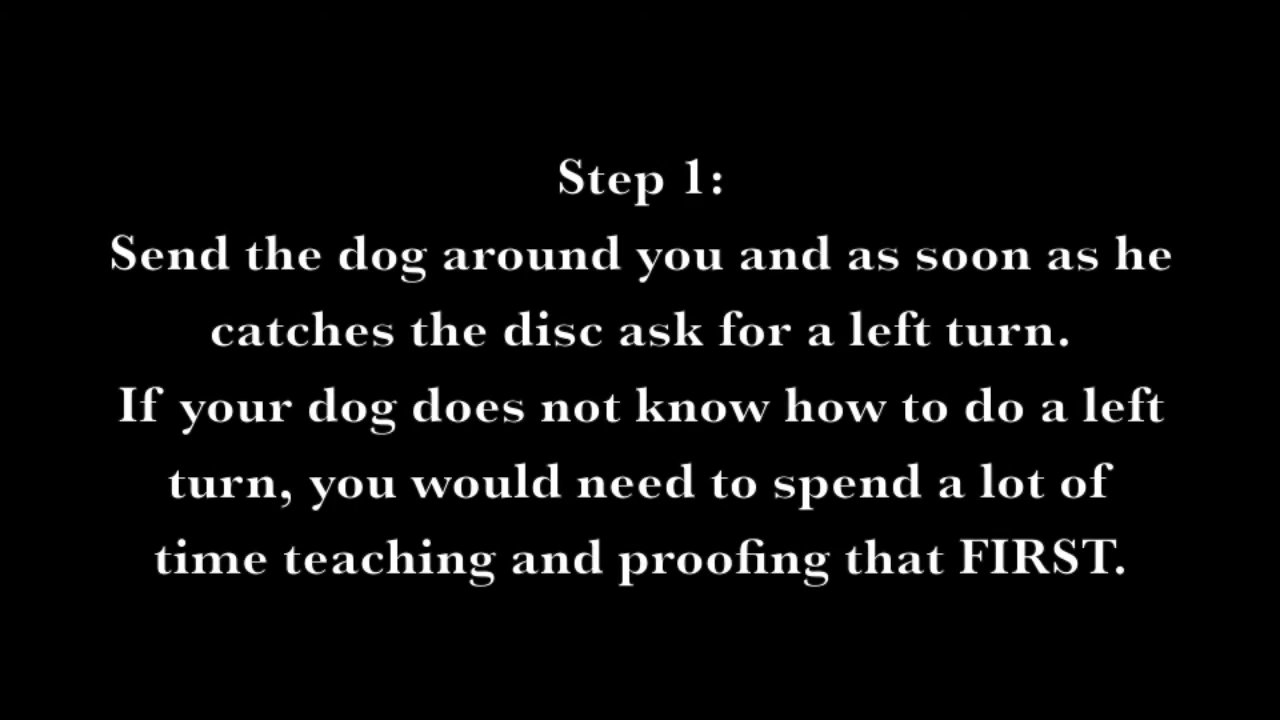 Step 1:
Send the dog around you and as soon as he
catches the disc ask for a left turn.
If your dog does not know how to do a left
turn, you would need to spend a lot of
time teaching and proofing that FIRST.